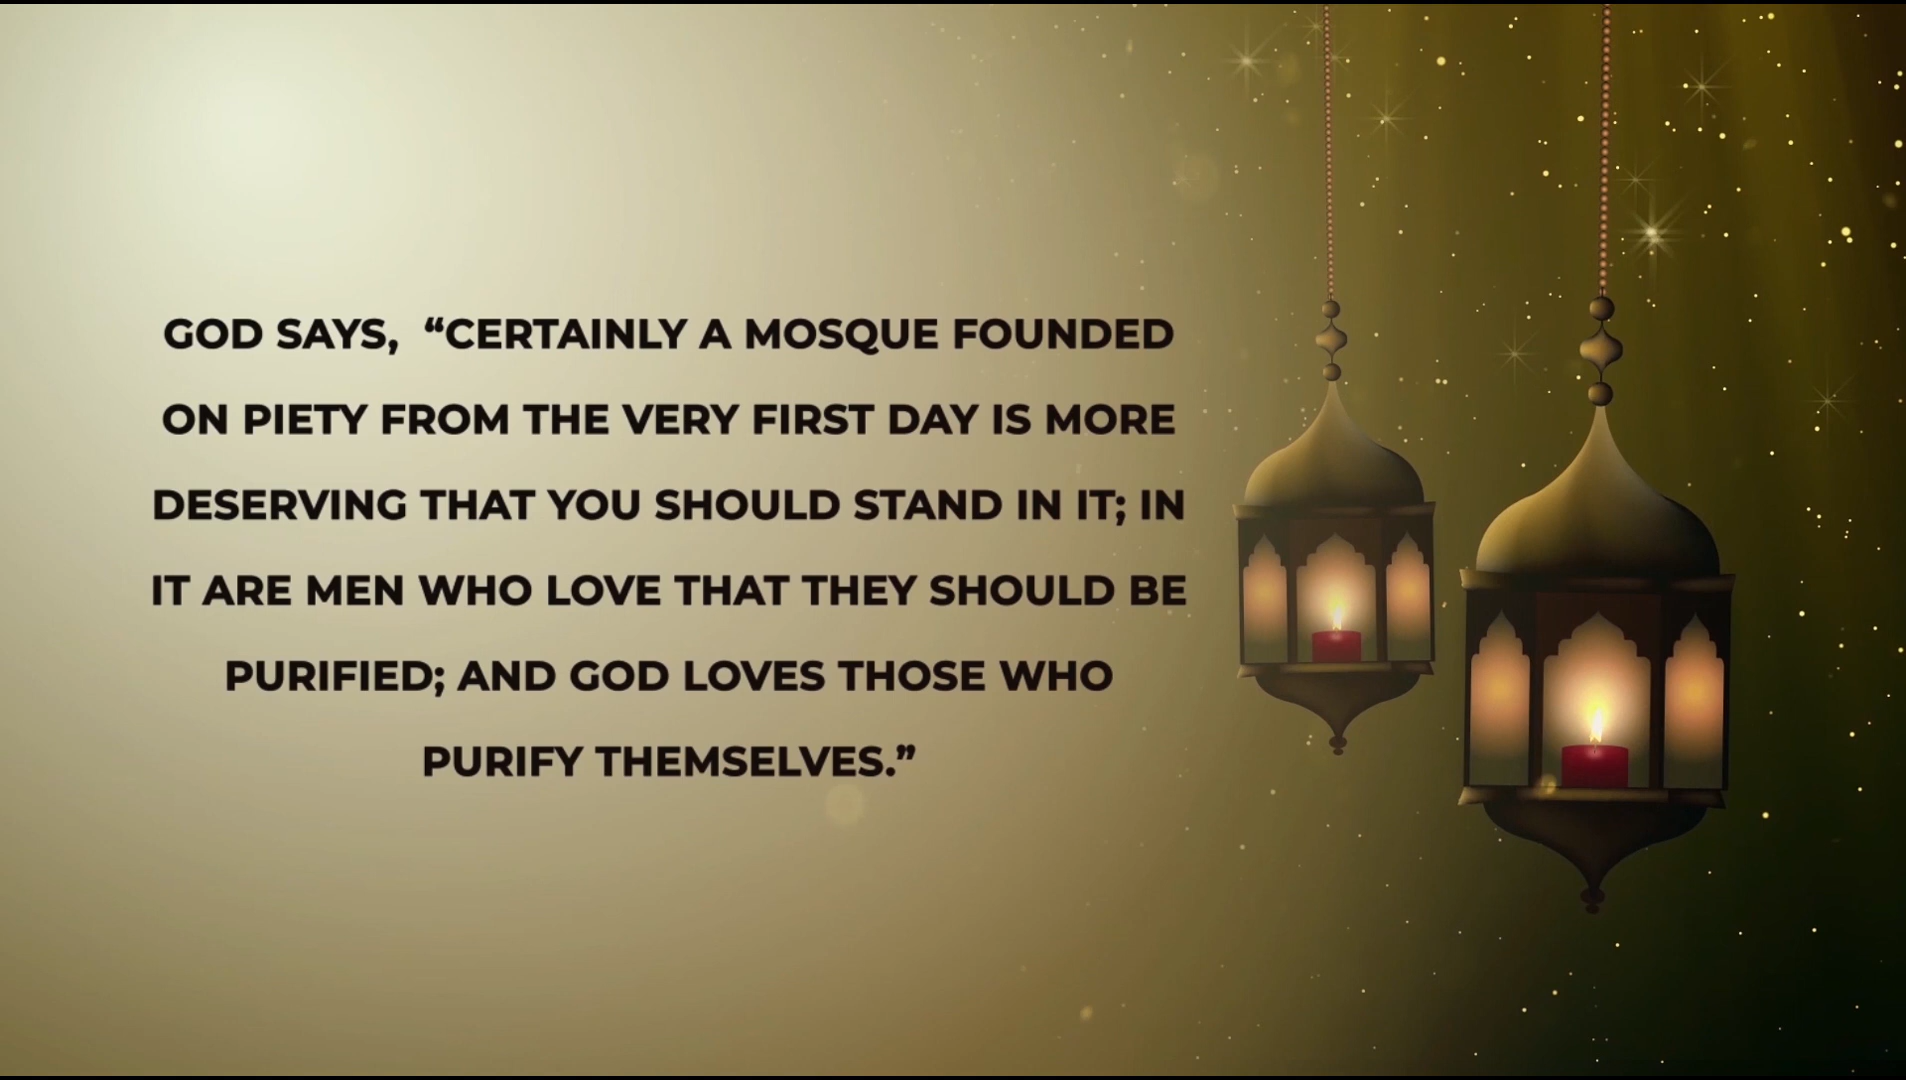 GOD SAYS,  “CERTAINLY A MOSQUE FOUNDED
ON PIETY FROM THE VERY FIRST DAY IS MORE
DESERVING THAT YOU SHOULD STAND IN IT; IN
IT ARE MEN WHO LOVE THAT THEY SHOULD BE
PURIFIED; AND GOD LOVES THOSE WHO
PURIFY THEMSELVES.”